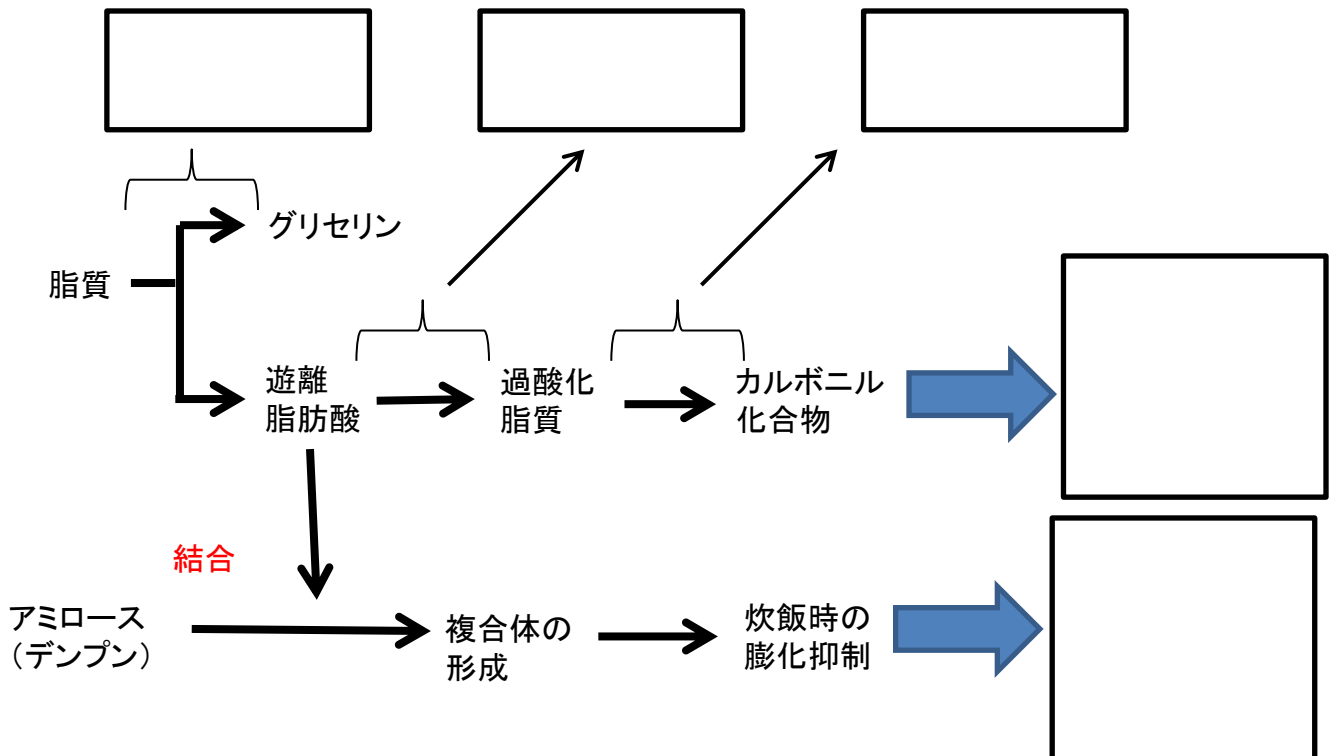 グリセリン
脂質
遊離
脂肪酸
過酸化
脂質
カルボニル
化合物
結合
アミロース
(デンプン)
複合体の
形成
炊飯時の
膨化抑制